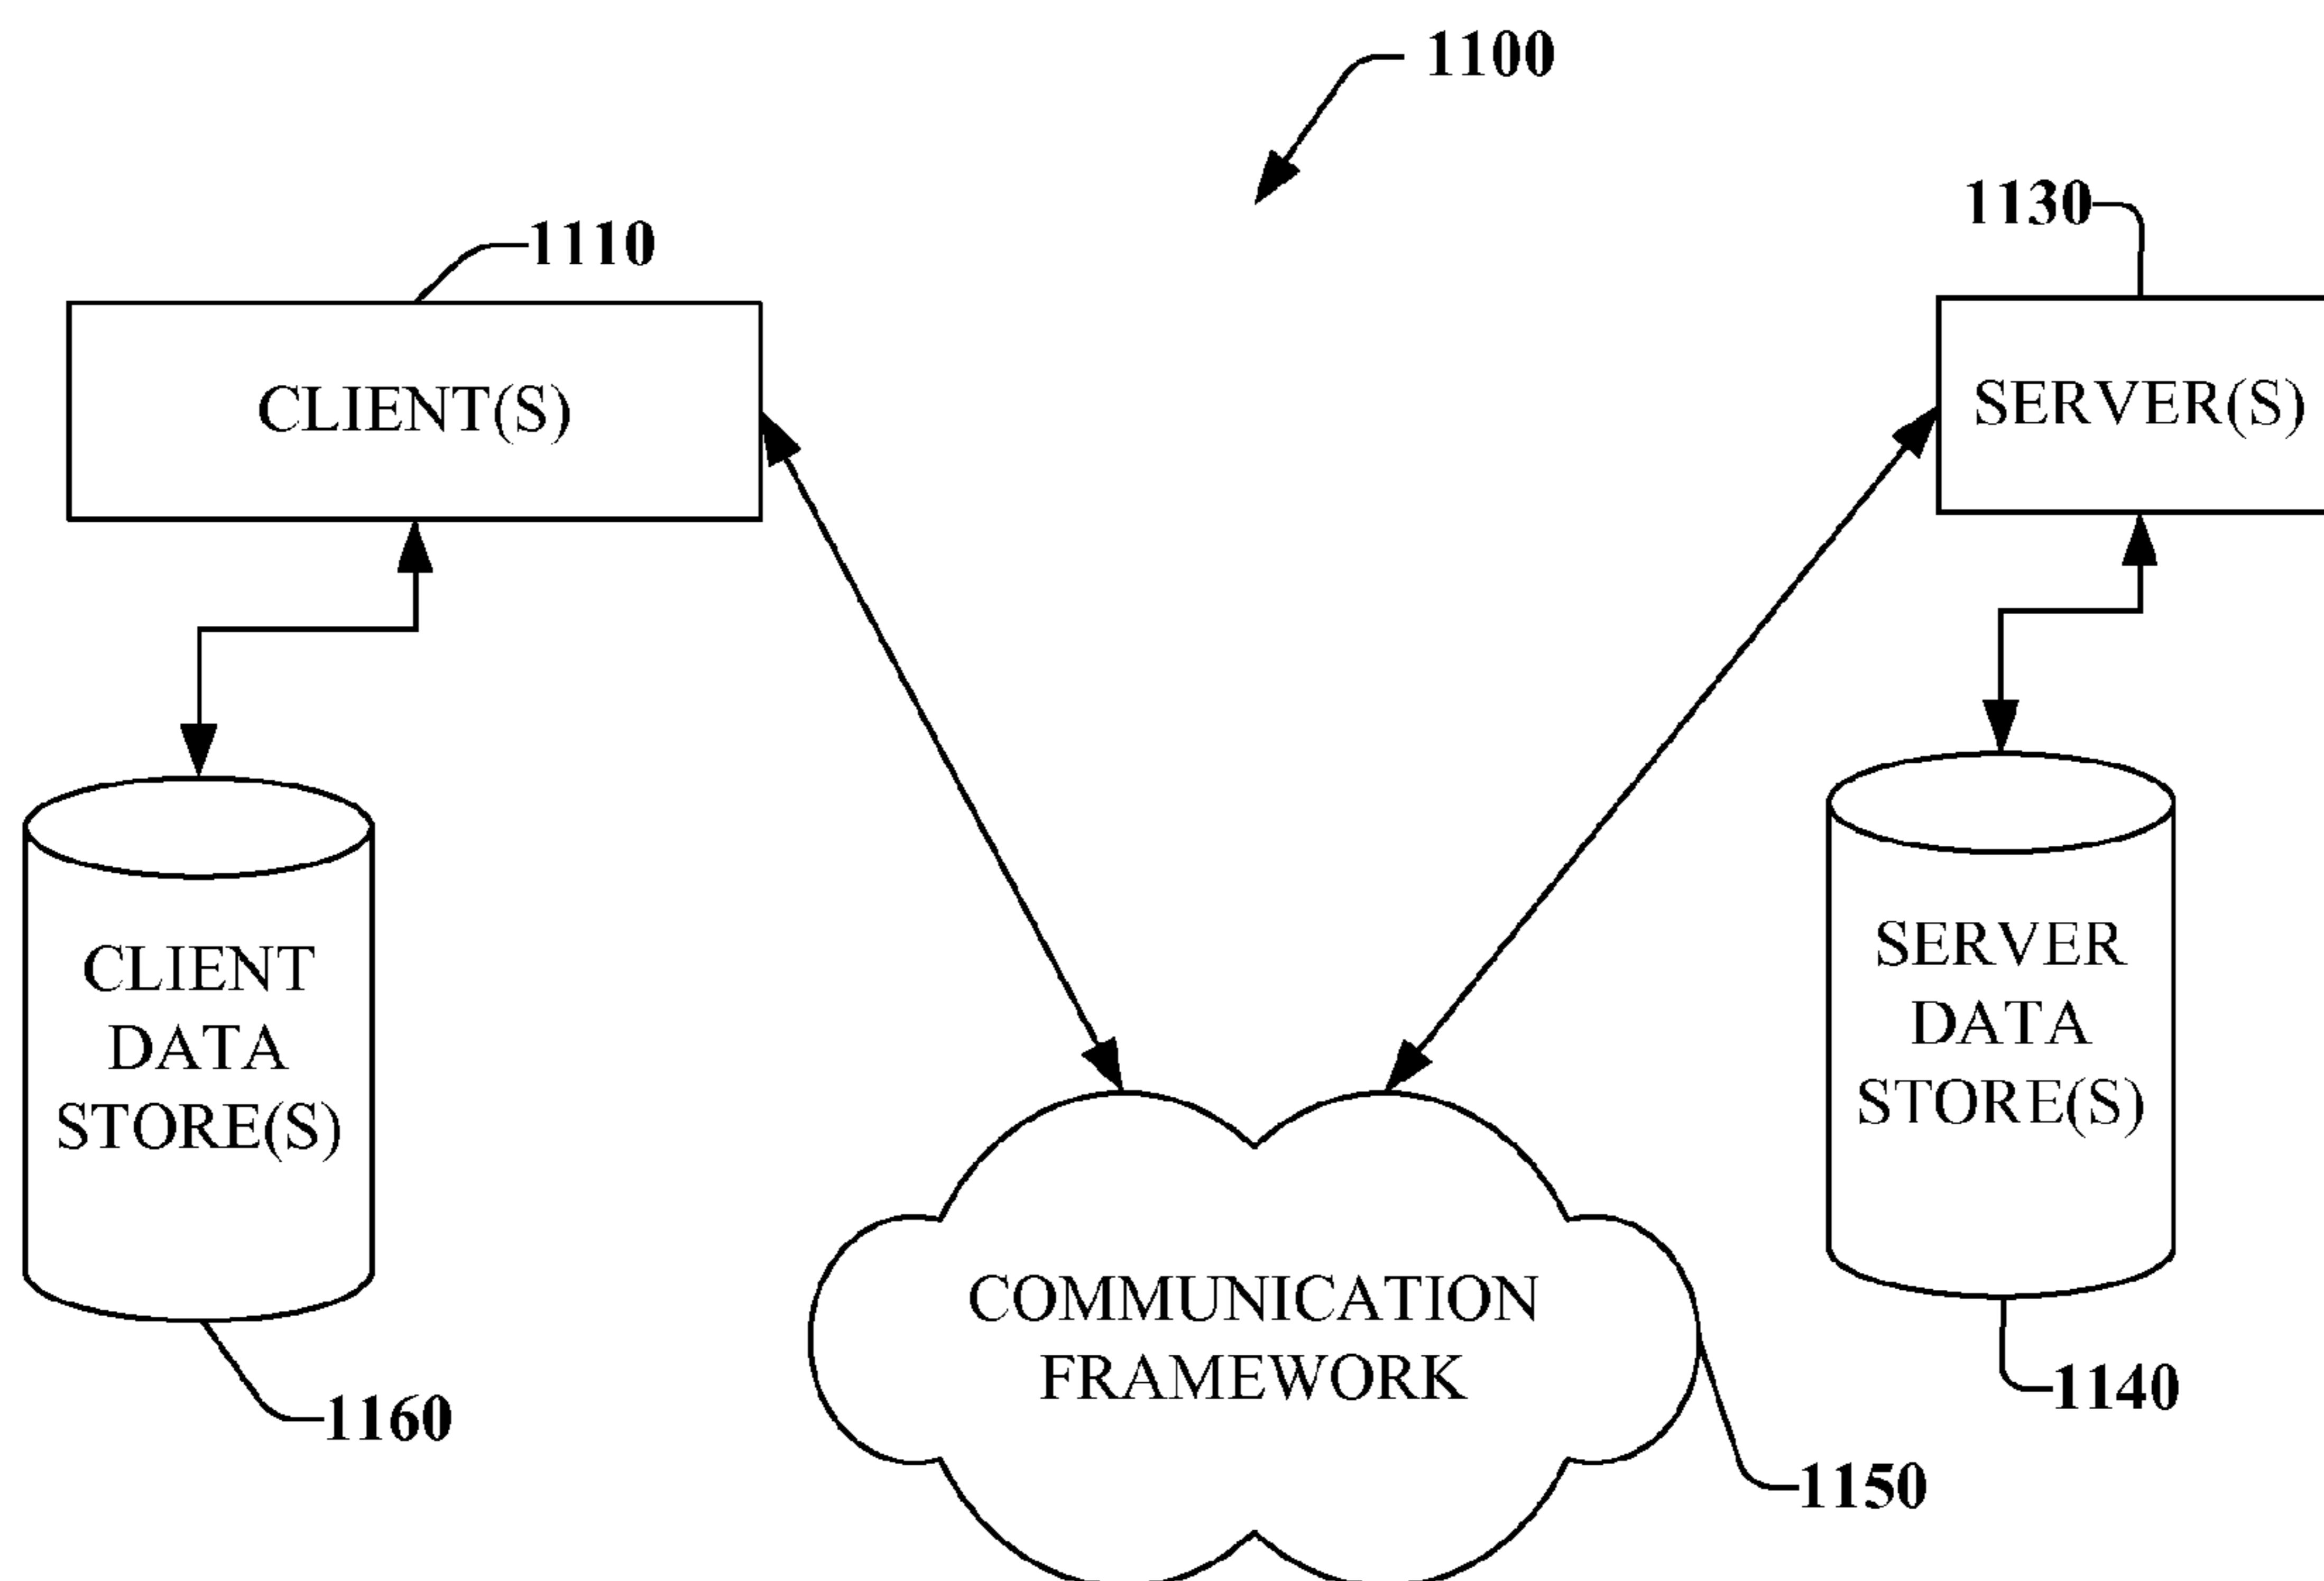 1100
1110
1130
CLIENT(S)
SERVER(S)
CLIENT
DATA
STORE(S)
SERVER
DATA
STORE(S)
COMMUNICATION
FRAMEWORK
1160
1140
1150